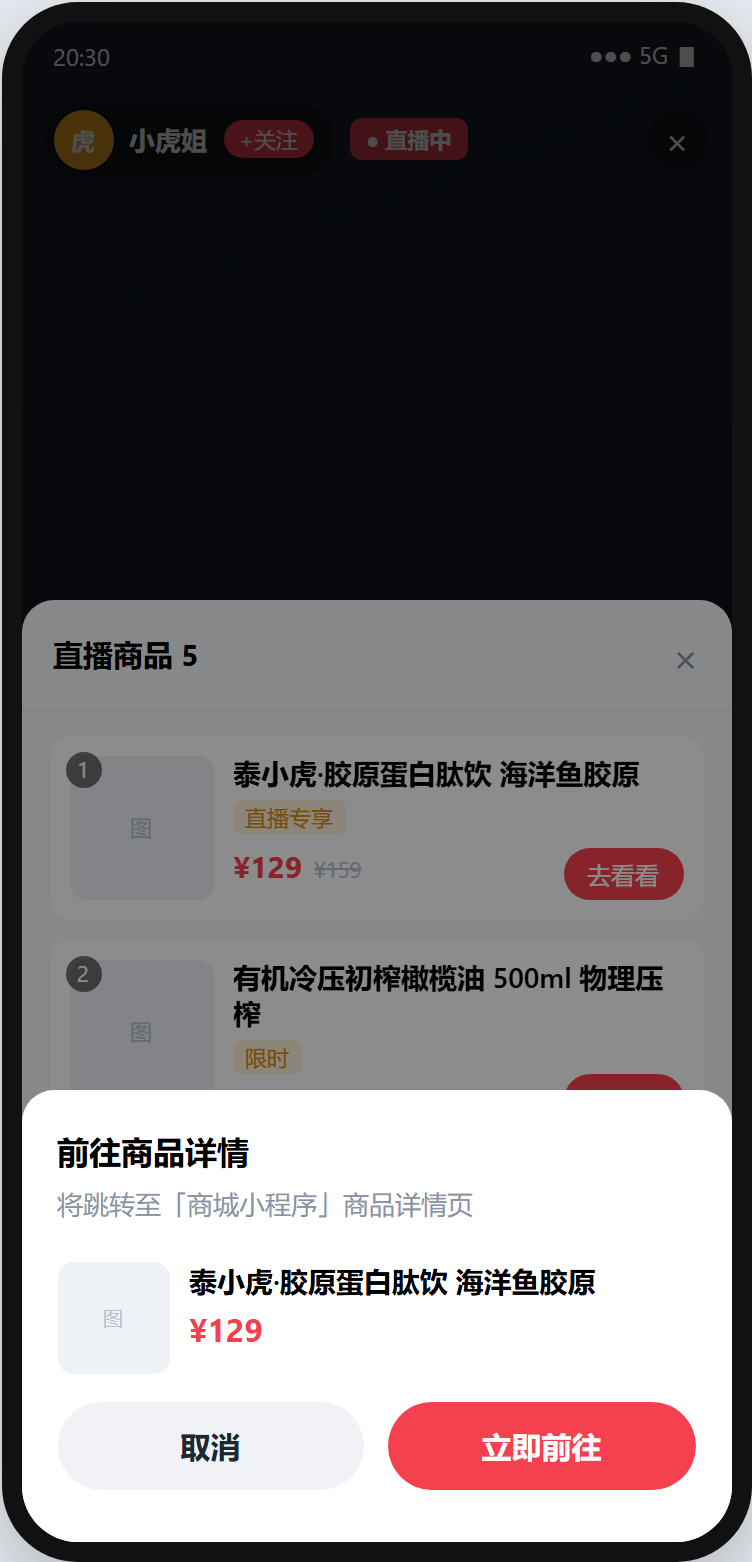 20:30
●●● 5G
虎 小虎姐 +关注 ● 直播中 ×
直播商品 5 ×
1
图
泰小虎·胶原蛋白肽饮 海洋鱼胶原
直播专享
¥129 ¥159
去看看
2
图
有机冷压初榨橄榄油 500ml 物理压
榨
限时
前往商品详情
将跳转至「商城小程序」商品详情页
图
泰小虎·胶原蛋白肽饮 海洋鱼胶原
¥129
取消 立即前往